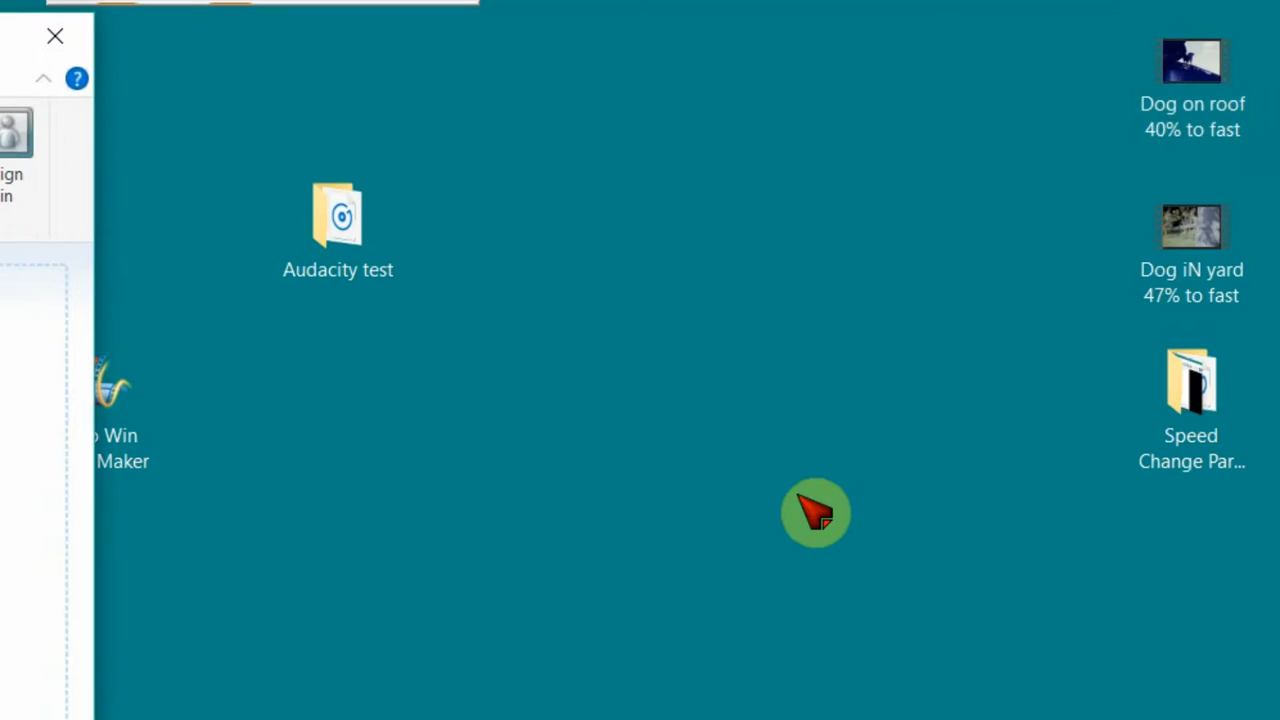 ?
ign
in
Audacity test
Win
Maker
Dog on roof
40% to fast
Dog iN yard
47% to fast
Speed
Change Par...